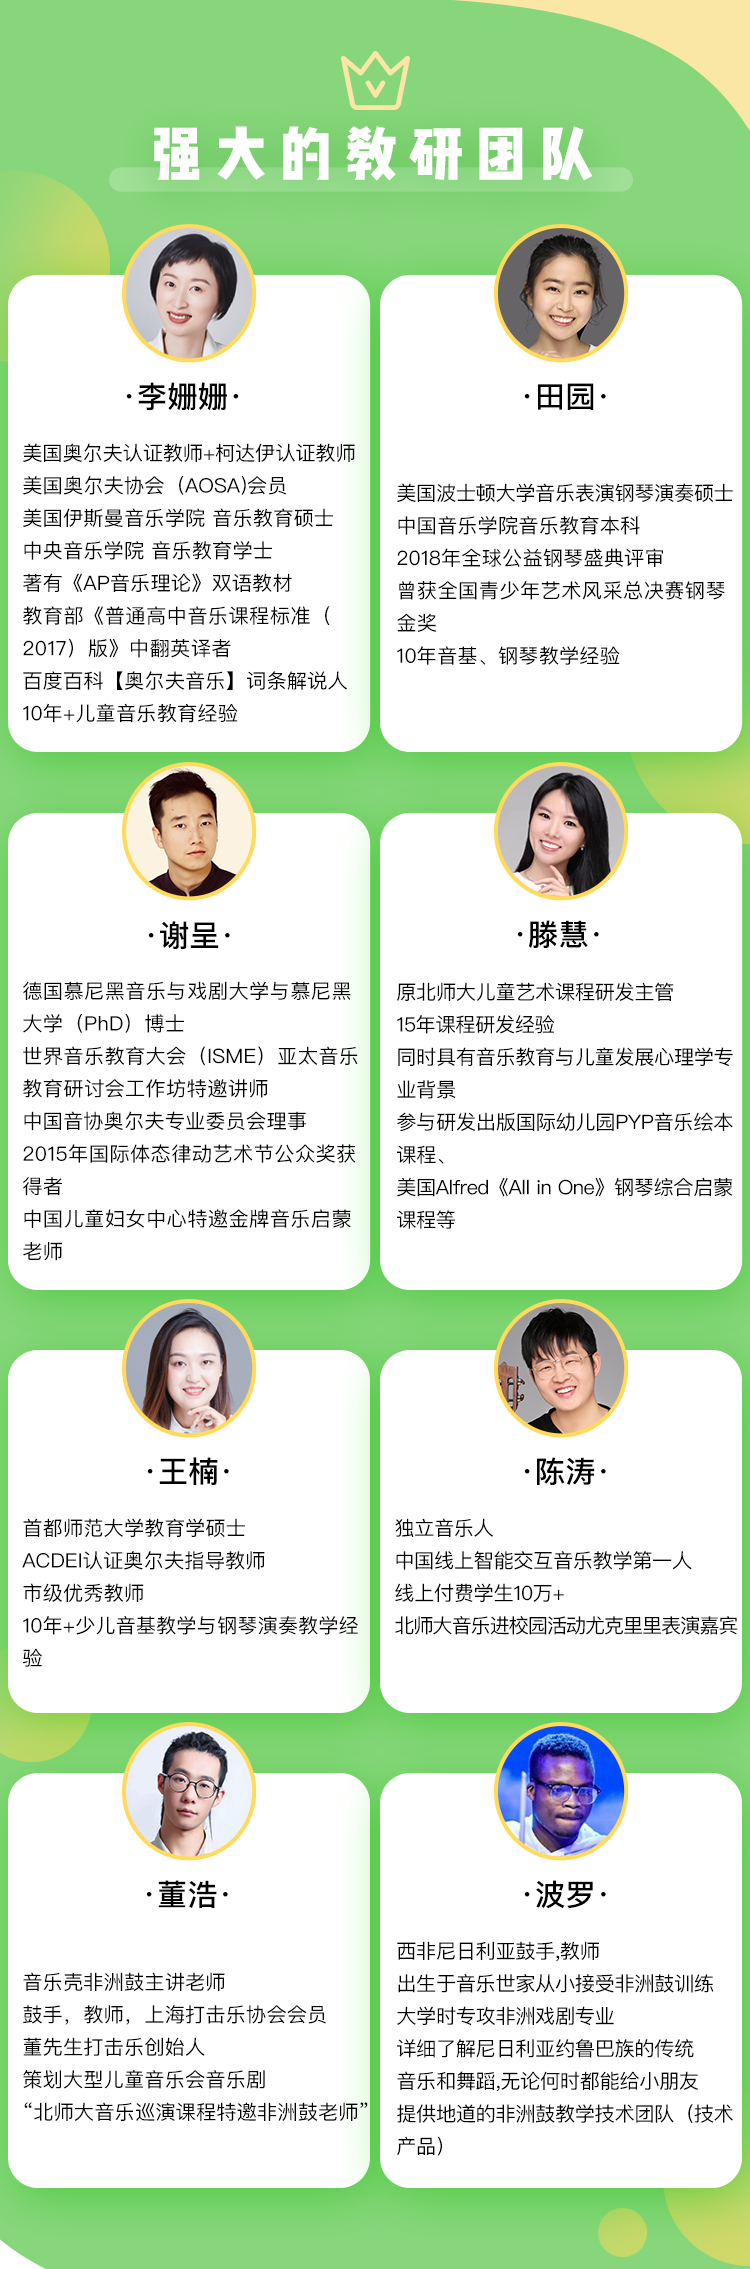 强大的教研团队
·李姗姗·
美国奥尔夫认证教师+柯达伊认证教师
美国奥尔夫协会（AOSA)会员
美国伊斯曼音乐学院 音乐教育硕士
中央音乐学院 音乐教育学士
著有《AP音乐理论》双语教材
教育部《普通高中音乐课程标准（
2017）版》中翻英译者
百度百科【奥尔夫音乐】词条解说人
10年+儿童音乐教育经验
·田园·
美国波士顿大学音乐表演钢琴演奏硕士
中国音乐学院音乐教育本科
2018年全球公益钢琴盛典评审
曾获全国青少年艺术风采总决赛钢琴
金奖
10年音基、钢琴教学经验
·谢呈·
德国慕尼黑音乐与戏剧大学与慕尼黑
大学（PhD）博士
世界音乐教育大会（ISME）亚太音乐
教育研讨会工作坊特邀讲师
中国音协奥尔夫专业委员会理事
2015年国际体态律动艺术节公众奖获
得者
中国儿童妇女中心特邀金牌音乐启蒙
老师
·滕慧·
原北师大儿童艺术课程研发主管
15年课程研发经验
同时具有音乐教育与儿童发展心理学专
业背景
参与研发出版国际幼儿园PYP音乐绘本
课程、
美国Alfred《All in One》钢琴综合启蒙
课程等
·王楠·
首都师范大学教育学硕士
ACDEI认证奥尔夫指导教师
市级优秀教师
10年+少儿音基教学与钢琴演奏教学经
验
·陈涛·
独立音乐人
中国线上智能交互音乐教学第一人
线上付费学生10万+
北师大音乐进校园活动尤克里里表演嘉宾
·董浩·
音乐壳非洲鼓主讲老师
鼓手，教师，上海打击乐协会会员
董先生打击乐创始人
策划大型儿童音乐会音乐剧
“北师大音乐巡演课程特邀非洲鼓老师”
·波罗·
西非尼日利亚鼓手,教师
出生于音乐世家从小接受非洲鼓训练
大学时专攻非洲戏剧专业
详细了解尼日利亚约鲁巴族的传统
音乐和舞蹈,无论何时都能给小朋友
提供地道的非洲鼓教学技术团队（技术
产品）